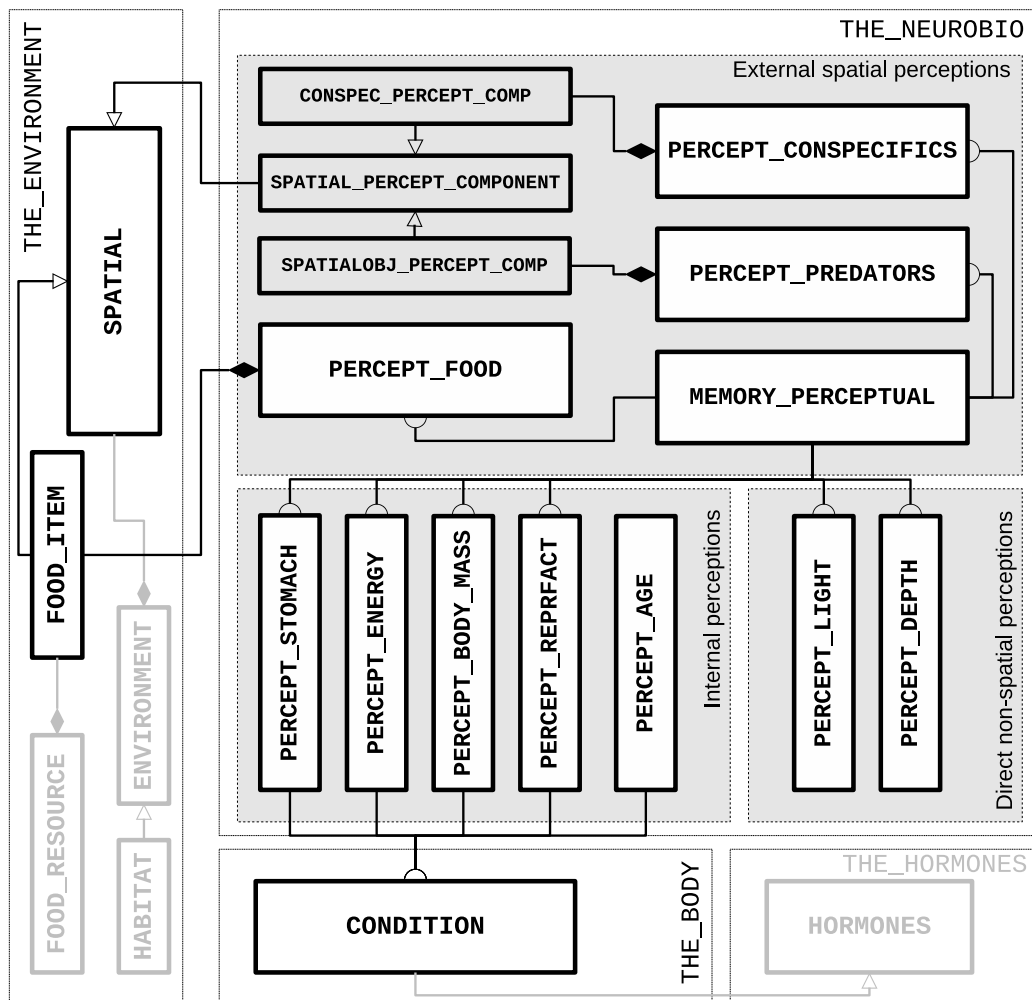 THE_ENVIRONMENT
SPATIAL
FOOD_ITEM
ENVIRONMENT
FOOD_RESOURCE
HABITAT
THE_NEUROBIO
External spatial perceptions
CONSPEC_PERCEPT_COMP
PERCEPT_CONSPECIFICS
SPATIAL_PERCEPT_COMPONENT
SPATIALOBJ_PERCEPT_COMP
PERCEPT_PREDATORS
PERCEPT_FOOD
MEMORY_PERCEPTUAL
PERCEPT_STOMACH
PERCEPT_ENERGY
PERCEPT_BODY_MASS
PERCEPT_REPRFACT
PERCEPT_AGE
Internal perceptions
PERCEPT_LIGHT
PERCEPT_DEPTH
Direct non-spatial perceptions
CONDITION
THE_BODY
THE_HORMONES
HORMONES